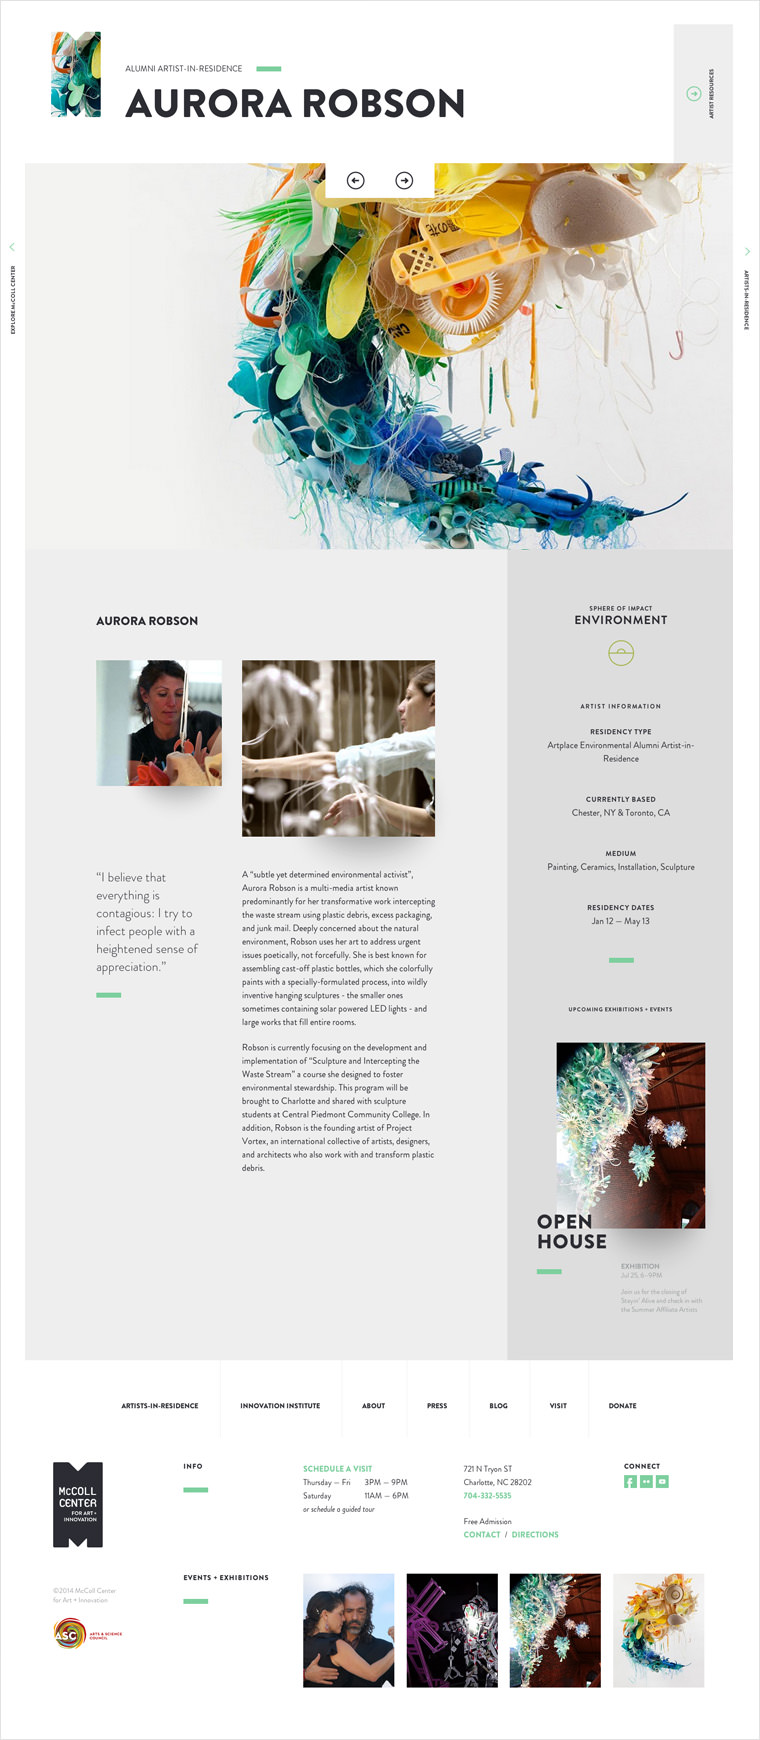 ALUMNI ARTIST-IN-RESIDENCE
AURORA ROBSON
ARTIST RESOURCES
EXPLORE McCOLL CENTER
ARTISTS-IN-RESIDENCE
AURORA ROBSON
“I believe that
everything is
contagious: I try to
infect people with a
heightened sense of
appreciation.”
A “subtle yet determined environmental activist”,
Aurora Robson is a multi-media artist known
predominantly for her transformative work intercepting
the waste stream using plastic debris, excess packaging,
and junk mail. Deeply concerned about the natural
environment, Robson uses her art to address urgent
issues poetically, not forcefully. She is best known for
assembling cast-off plastic bottles, which she colorfully
paints with a specially-formulated process, into wildly
inventive hanging sculptures - the smaller ones
sometimes containing solar powered LED lights - and
large works that fill entire rooms.
Robson is currently focusing on the development and
implementation of “Sculpture and Intercepting the
Waste Stream” a course she designed to foster
environmental stewardship. This program will be
brought to Charlotte and shared with sculpture
students at Central Piedmont Community College. In
addition, Robson is the founding artist of Project
Vortex, an international collective of artists, designers,
and architects who also work with and transform plastic
debris.
SPHERE OF IMPACT
ENVIRONMENT
ARTIST INFORMATION
RESIDENCY TYPE
Artplace Environmental Alumni Artist-in-
Residence
CURRENTLY BASED
Chester, NY & Toronto, CA
MEDIUM
Painting, Ceramics, Installation, Sculpture
RESIDENCY DATES
Jan 12 — May 13
UPCOMING EXHIBITIONS + EVENTS
OPEN
HOUSE
EXHIBITION
Jul 25, 6–9PM
Join us for the closing of
Stayin' Alive and check in with
the Summer Affiliate Artists
ARTISTS-IN-RESIDENCE
INNOVATION INSTITUTE
ABOUT
PRESS
BLOG
VISIT
DONATE
McCOLL
CENTER
FOR ART +
INNOVATION
INFO
SCHEDULE A VISIT
Thursday — Fri 3PM — 9PM
Saturday 11AM — 6PM
or schedule a guided tour
721 N Tryon ST
Charlotte, NC 28202
704-332-5535
Free Admission
CONTACT / DIRECTIONS
CONNECT
©2014 McColl Center
for Art + Innovation
ASC ARTS & SCIENCE
COUNCIL
EVENTS + EXHIBITIONS